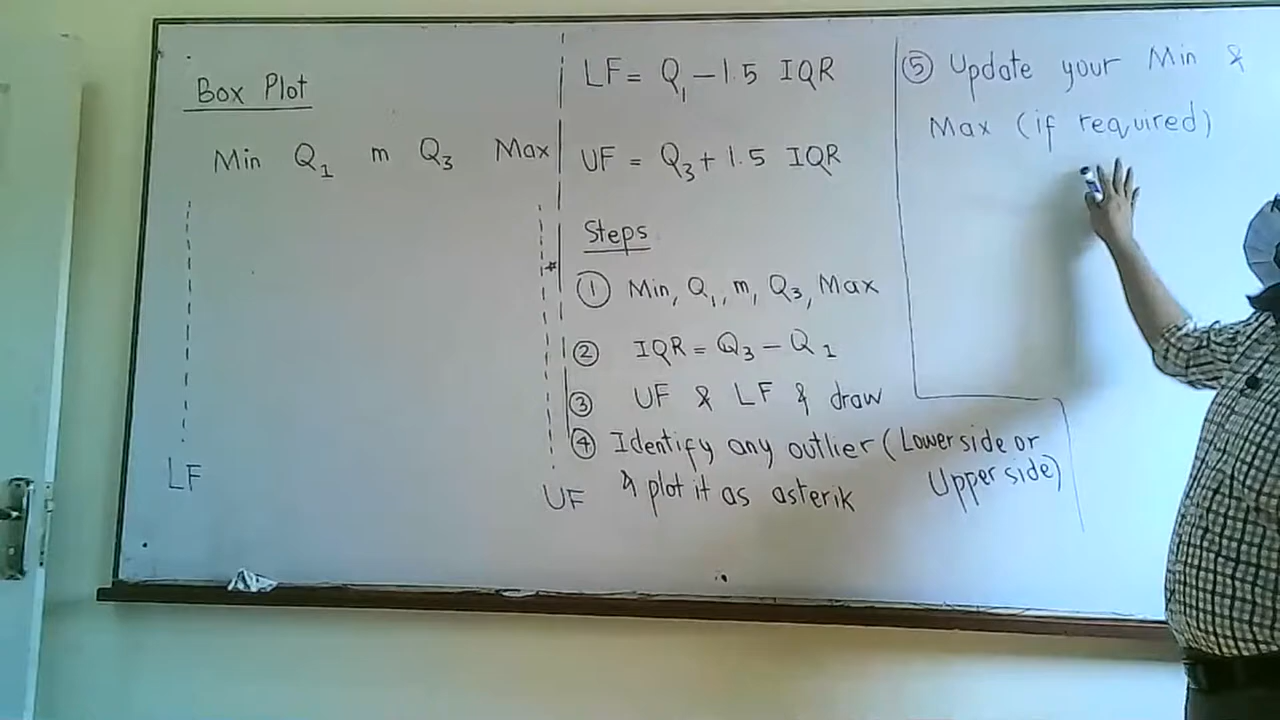 Box Plot
Min Q₁ m Q₃ Max
*
LF
UF
LF = Q₁ - 1.5 IQR
UF = Q₃ + 1.5 IQR
Steps
① Min, Q₁, m, Q₃, Max
② IQR = Q₃ - Q₁
③ UF & LF & draw
④ Identify any outlier (Lower side or
Upper side)
& plot it as asterik
⑤ Update your Min &
Max (if required)